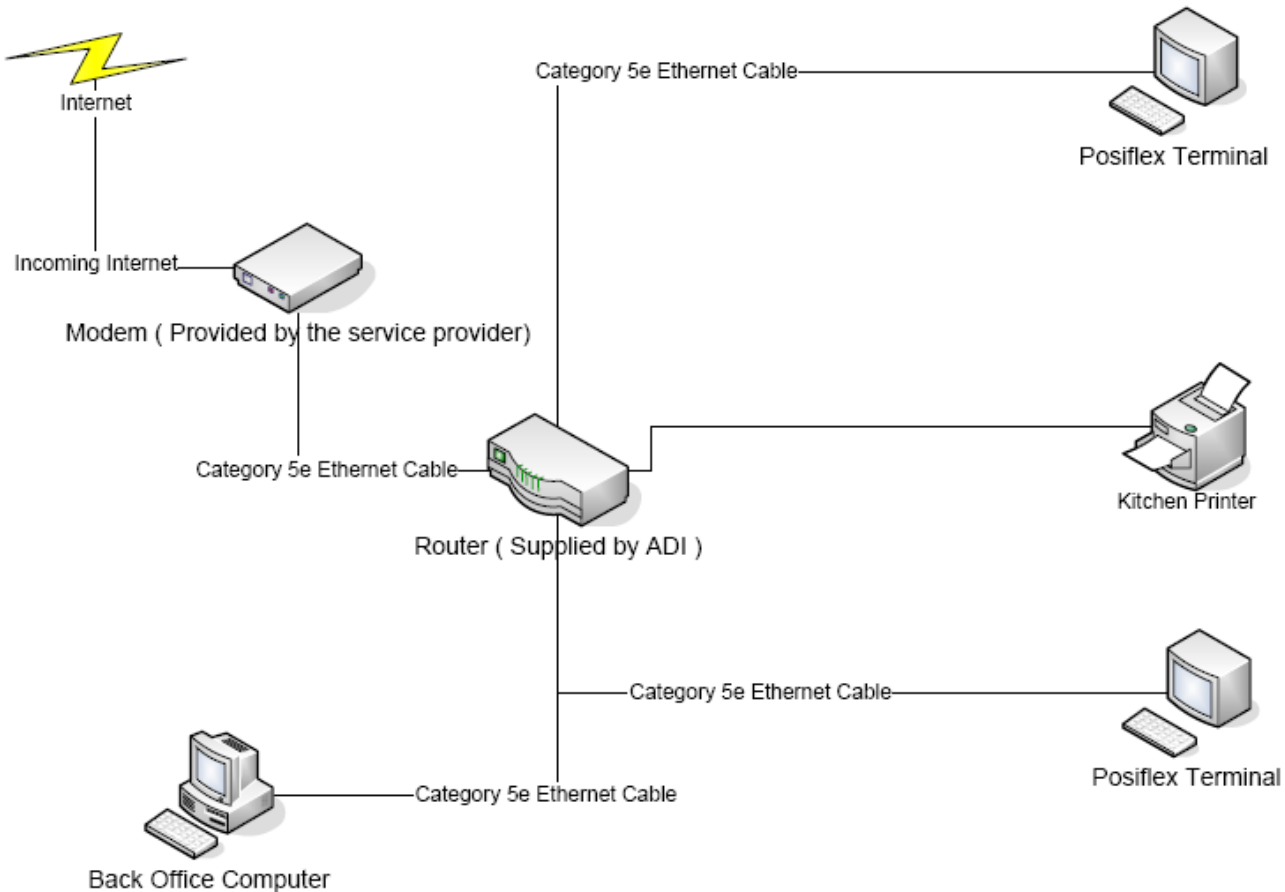 Internet
Category 5e Ethernet Cable
Posiflex Terminal
Incoming Internet
Modem ( Provided by the service provider)
Category 5e Ethernet Cable
Kitchen Printer
Router ( Supplied by ADI )
Category 5e Ethernet Cable
Posiflex Terminal
Category 5e Ethernet Cable
Back Office Computer